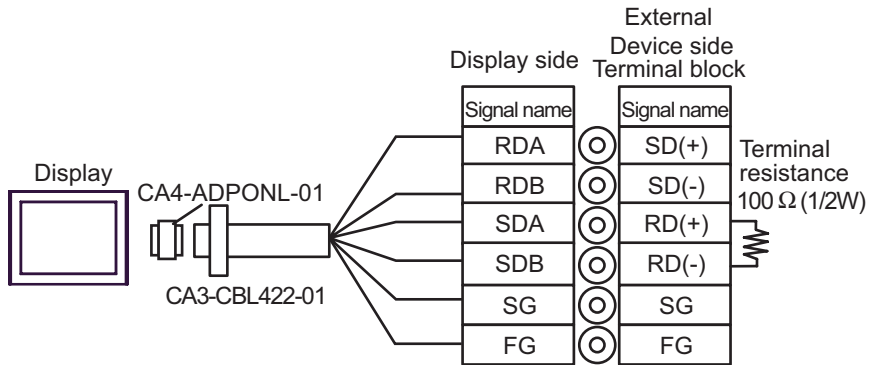 External
Device side
Display side
Terminal block
Signal name
Signal name
RDA
SD(+)
Terminal
resistance
100 Ω (1/2W)
RDB
SD(-)
SDA
RD(+)
SDB
RD(-)
SG
SG
FG
FG
Display
CA4-ADPONL-01
CA3-CBL422-01